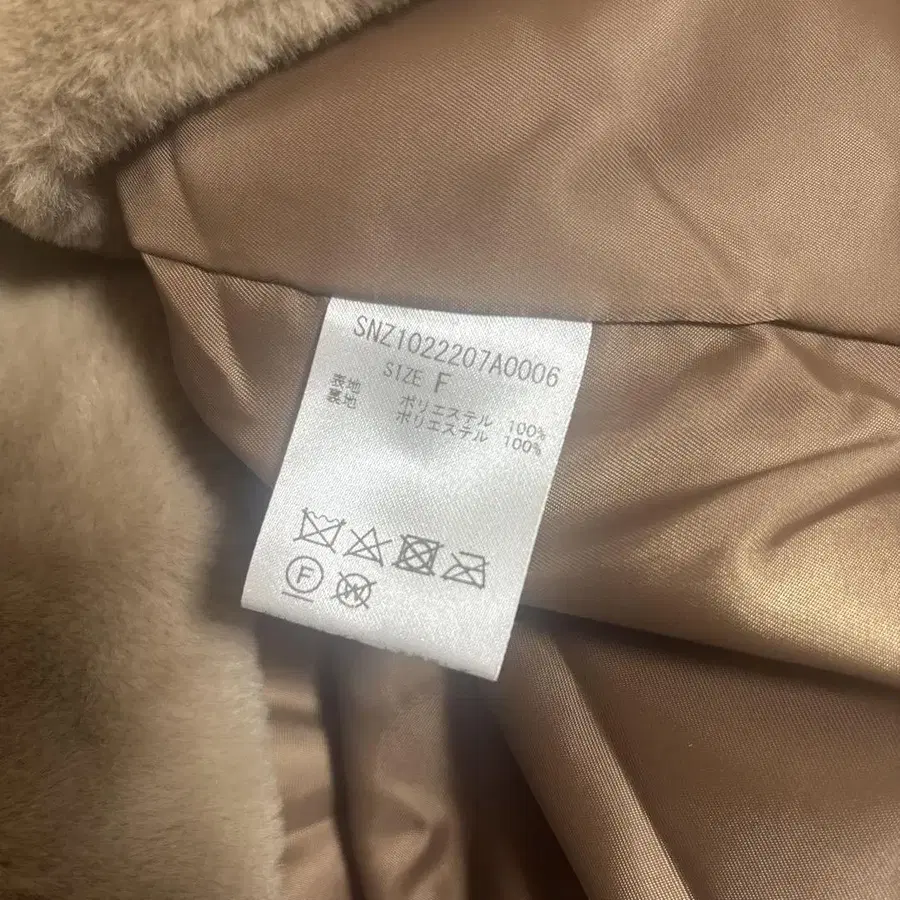 SNZ1022207A0006
SIZE F
表地 ポリエステル 100%
裏地 ポリエステル 100%
F
W